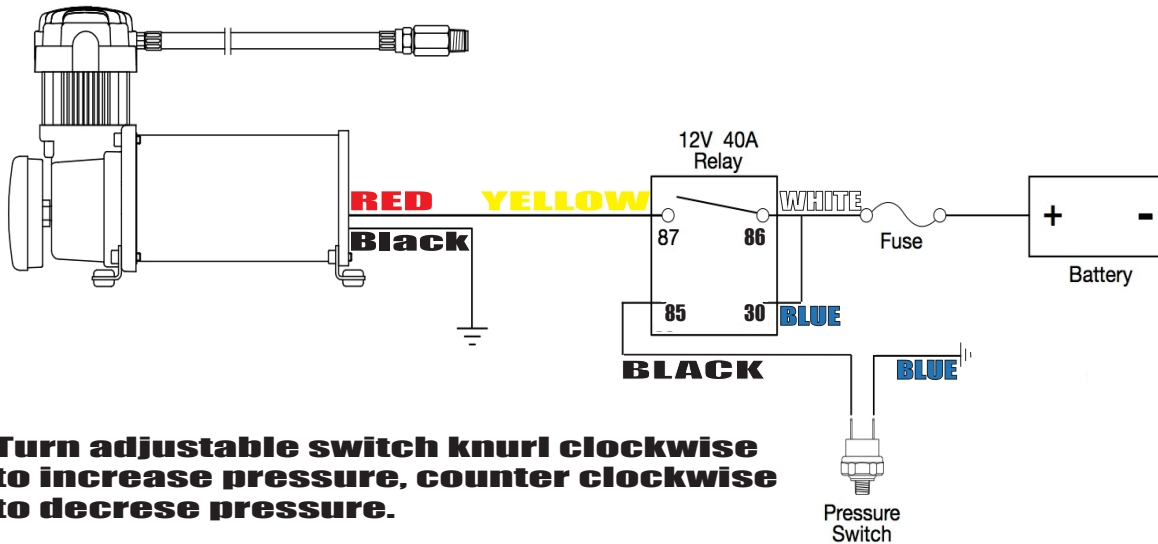 12V 40A
Relay
RED
YELLOW
WHITE
Black
87
86
Fuse
+
-
Battery
85
30
BLUE
BLACK
BLUE
Turn adjustable switch knurl clockwise
to increase pressure, counter clockwise
to decrese pressure.
Pressure
Switch